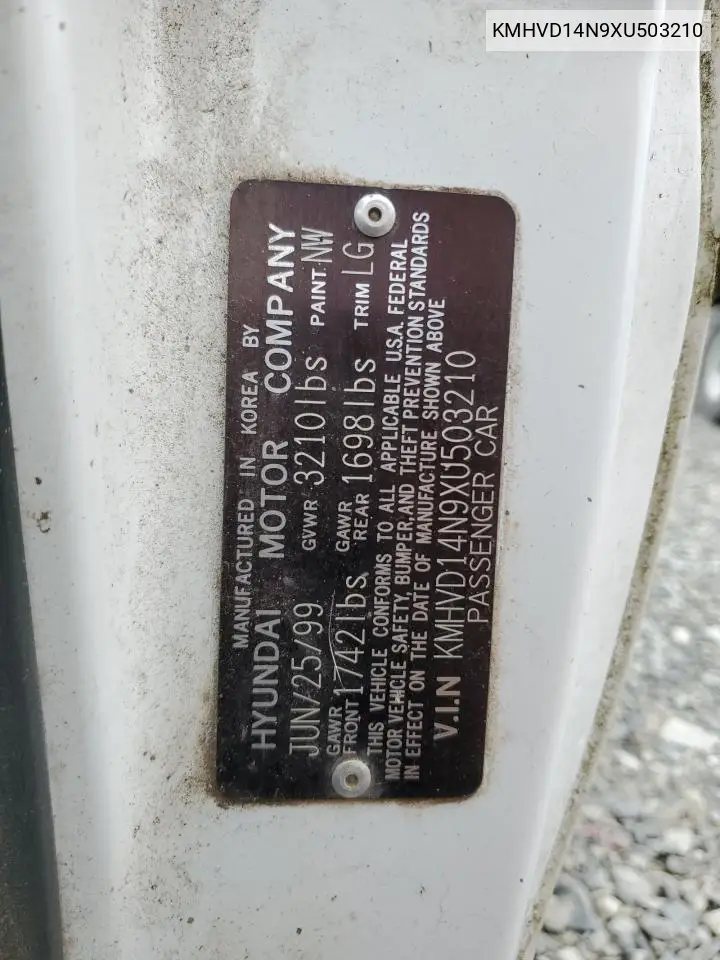 KMHVD14N9XU503210
MANUFACTURED IN KOREA BY
HYUNDAI MOTOR COMPANY
JUN/25/99 GVWR 3210lbs PAINT: NW
GAWR FRONT 1742lbs GAWR REAR 1698lbs TRIM LG
THIS VEHICLE CONFORMS TO ALL APPLICABLE U.S.A. FEDERAL
MOTOR VEHICLE SAFETY, BUMPER, AND THEFT PREVENTION STANDARDS
IN EFFECT ON THE DATE OF MANUFACTURE SHOWN ABOVE
V.I.N KMHVD14N9XU503210
PASSENGER CAR